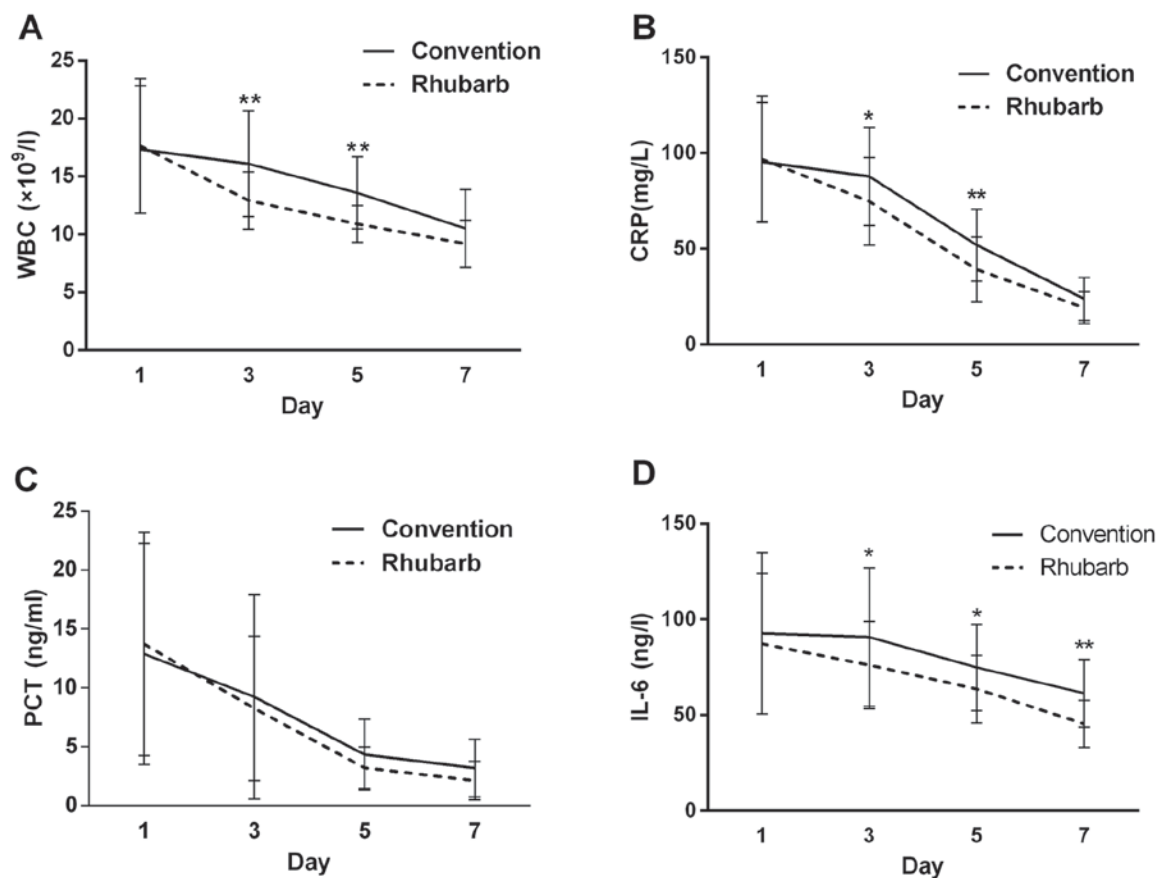 A
25
20
15
10
5
0
WBC (×10⁹/l)
Convention
Rhubarb
**
**
1 3 5 7
Day
B
150
100
50
0
CRP(mg/L)
Convention
Rhubarb
*
**
1 3 5 7
Day
C
25
20
15
10
5
0
PCT (ng/ml)
Convention
Rhubarb
1 3 5 7
Day
D
150
100
50
0
IL-6 (ng/l)
Convention
Rhubarb
*
*
**
1 3 5 7
Day